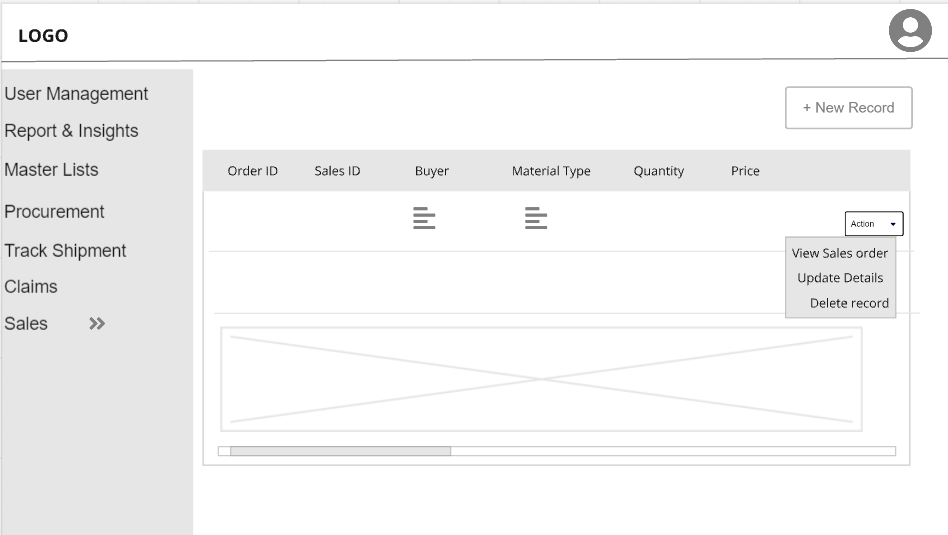 LOGO
+ New Record
User Management
Report & Insights
Master Lists
Procurement
Track Shipment
Claims
Sales
Order ID Sales ID Buyer Material Type Quantity Price
Action
View Sales order
Update Details
Delete record